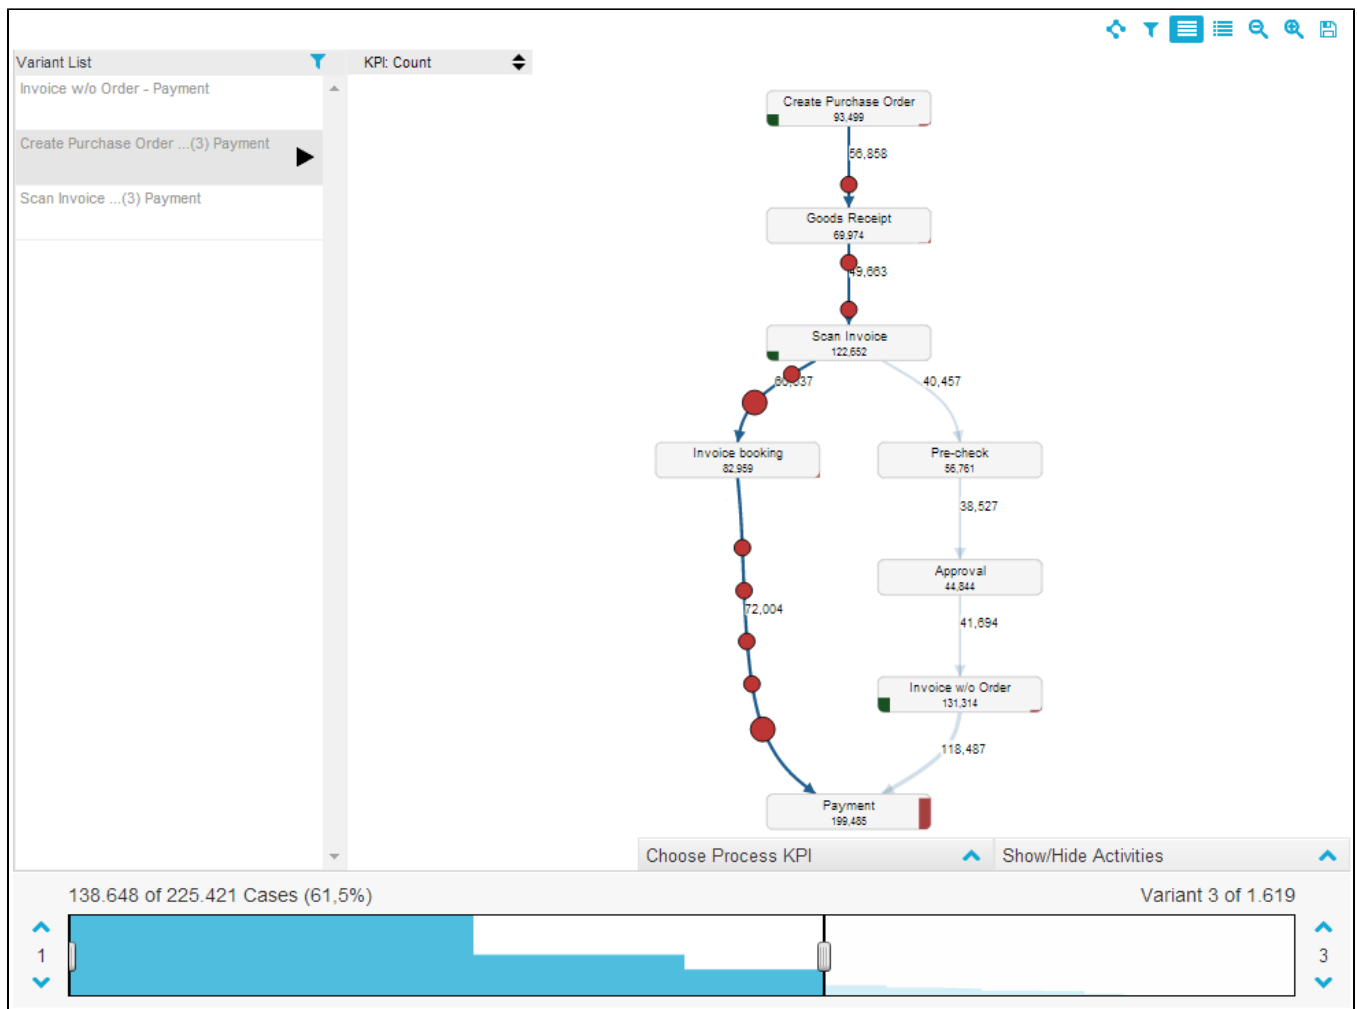 Variant List
KPI: Count
Invoice w/o Order - Payment
Create Purchase Order ...(3) Payment
Scan Invoice ...(3) Payment
Create Purchase Order
93,499
56,858
Goods Receipt
69,974
49,663
Scan Invoice
122,652
40,457
Invoice booking
82,959
Pre-check
56,761
38,527
Approval
44,844
72,004
41,694
Invoice w/o Order
131,314
118,487
Payment
199,485
Choose Process KPI
Show/Hide Activities
138.648 of 225.421 Cases (61,5%)
Variant 3 of 1.619
1
3